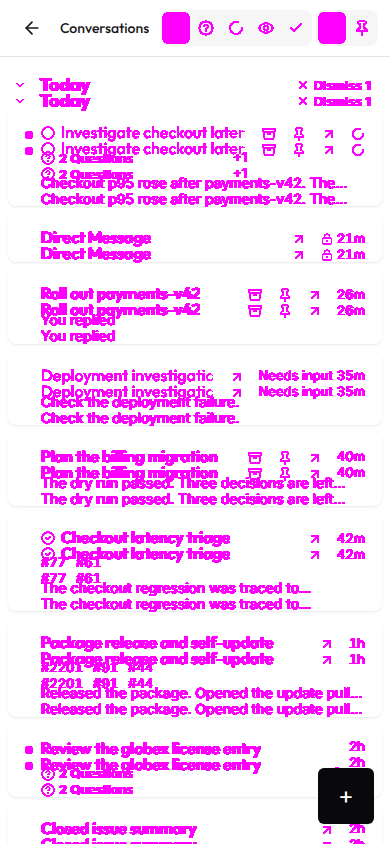 Conversations
Today
× Dismiss 1
Today
× Dismiss 1
Investigate checkout later
Investigate checkout later
2 Questions +1
2 Questions +1
Checkout p95 rose after payments-v42. The...
Checkout p95 rose after payments-v42. The...
Direct Message 21m
Direct Message 21m
Roll out payments-v42 26m
Roll out payments-v42 26m
You replied
You replied
Deployment investigatic Needs input 35m
Deployment investigatic Needs input 35m
Check the deployment failure.
Check the deployment failure.
Plan the billing migration 40m
Plan the billing migration 40m
The dry run passed. Three decisions are left...
The dry run passed. Three decisions are left...
Checkout latency triage 42m
Checkout latency triage 42m
#77 #61
#77 #61
The checkout regression was traced to...
The checkout regression was traced to...
Package release and self-update 1h
Package release and self-update 1h
#2201 #91 #44
#2201 #91 #44
Released the package. Opened the update pull...
Released the package. Opened the update pull...
Review the globex license entry 2h
Review the globex license entry 2h
2 Questions
2 Questions
Closed issue summary 2h
Closed issue summary 2h